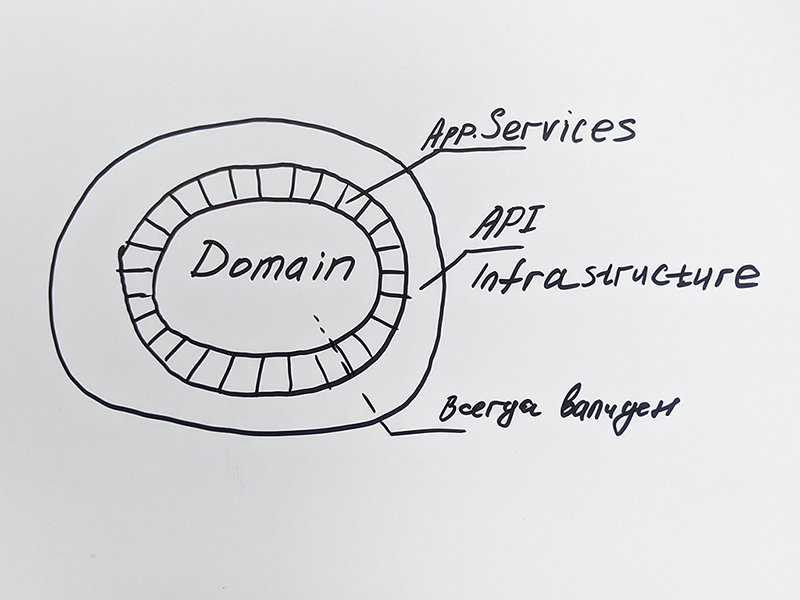 App.Services
API
Infrastructure
Domain
Всегда валиден